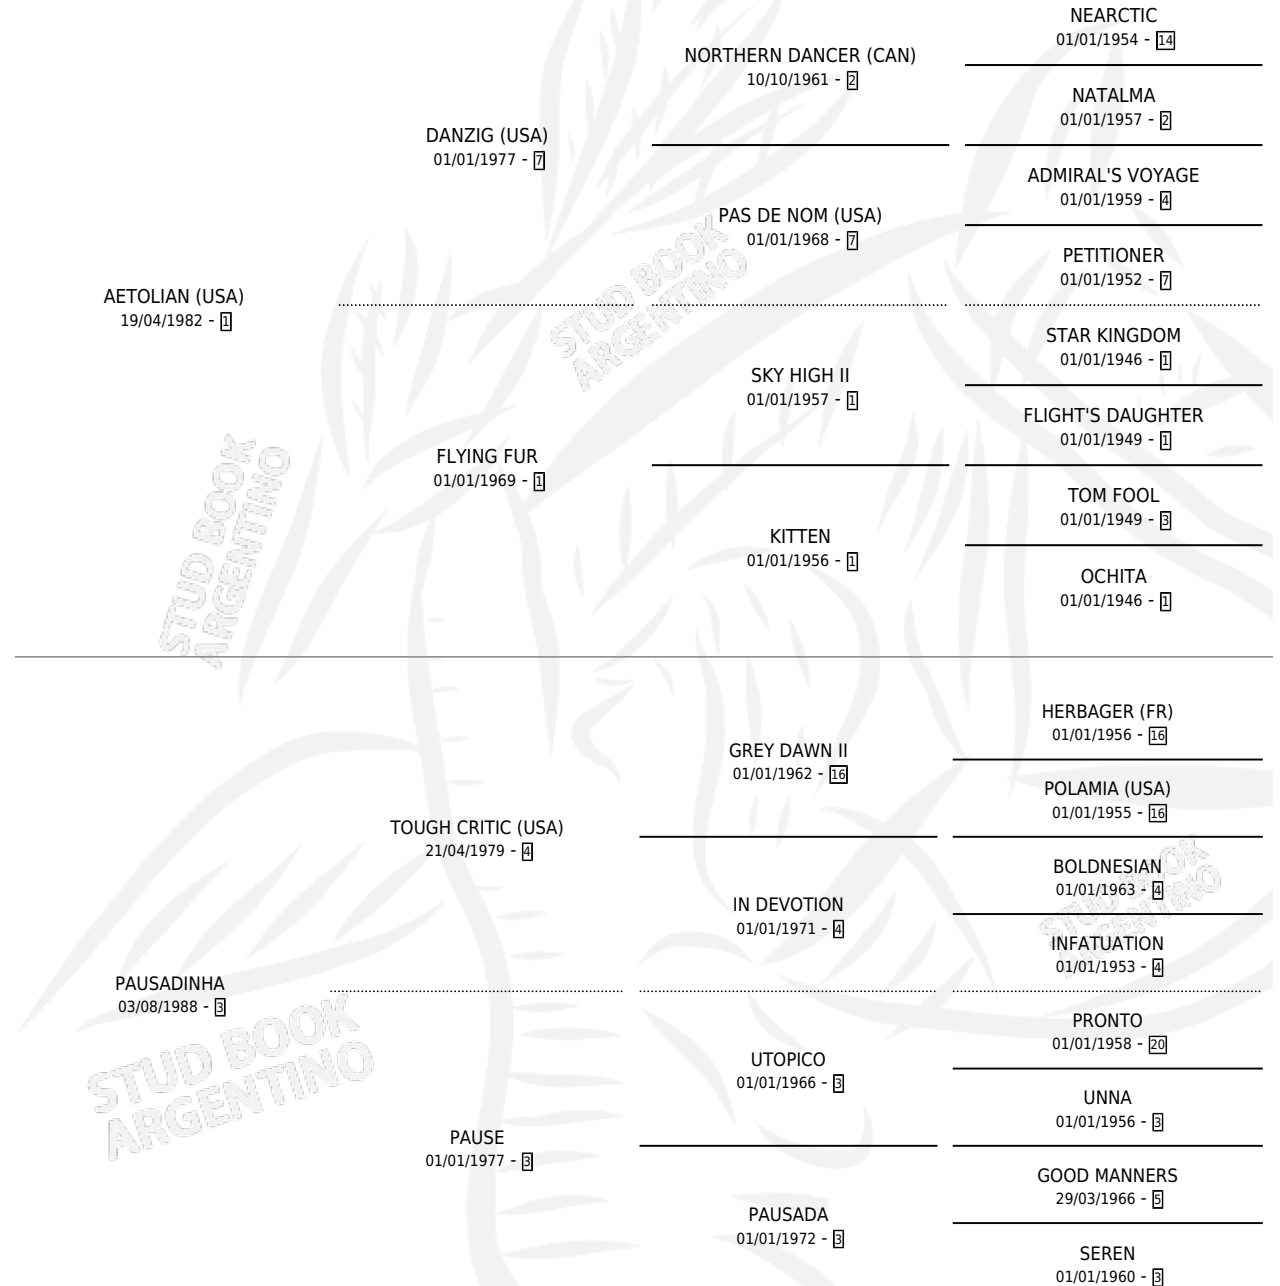 NEARCTIC
01/01/1954 - 14
NORTHERN DANCER (CAN)
10/10/1961 - 2
NATALMA
01/01/1957 - 2
DANZIG (USA)
01/01/1977 - 7
ADMIRAL'S VOYAGE
01/01/1959 - 4
PAS DE NOM (USA)
01/01/1968 - 7
PETITIONER
01/01/1952 - 7
AETOLIAN (USA)
19/04/1982 - 1
STAR KINGDOM
01/01/1946 - 1
SKY HIGH II
01/01/1957 - 1
FLIGHT'S DAUGHTER
01/01/1949 - 1
FLYING FUR
01/01/1969 - 1
TOM FOOL
01/01/1949 - 3
KITTEN
01/01/1956 - 1
OCHITA
01/01/1946 - 1
HERBAGER (FR)
01/01/1956 - 16
GREY DAWN II
01/01/1962 - 16
POLAMIA (USA)
01/01/1955 - 16
TOUGH CRITIC (USA)
21/04/1979 - 4
BOLDNESIAN
01/01/1963 - 4
IN DEVOTION
01/01/1971 - 4
INFATUATION
01/01/1953 - 4
PAUSADINHA
03/08/1988 - 3
PRONTO
01/01/1958 - 20
UTOPICO
01/01/1966 - 3
UNNA
01/01/1956 - 3
PAUSE
01/01/1977 - 3
GOOD MANNERS
29/03/1966 - 5
PAUSADA
01/01/1972 - 3
SEREN
01/01/1960 - 3
STUD BOOK
ARGENTINO
STUD BOOK
ARGENTINO
STUD BOOK
ARGENTINO
STUD BOOK
ARGENTINO